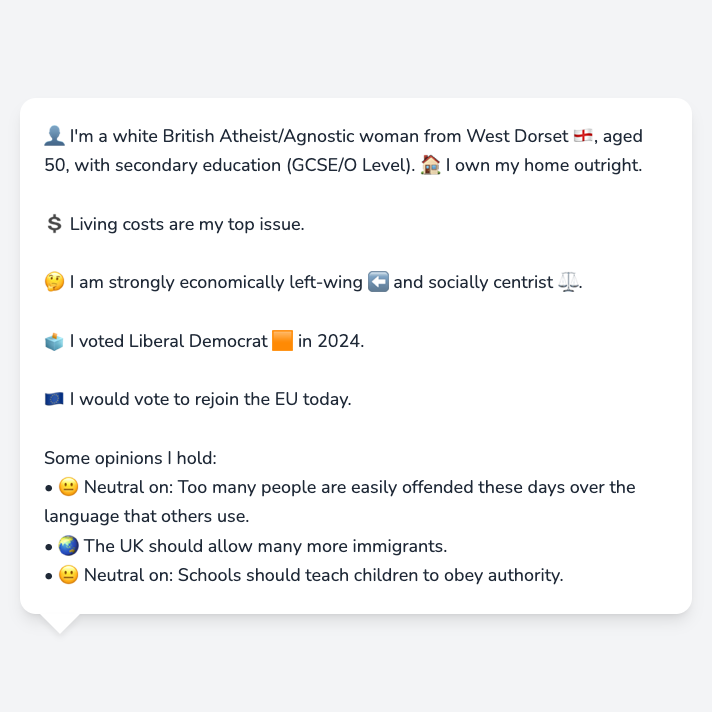 👤 I'm a white British Atheist/Agnostic woman from West Dorset 🏴󠁧󠁢󠁥󠁮󠁧󠁿, aged
50, with secondary education (GCSE/O Level). 🏠 I own my home outright.
💲 Living costs are my top issue.
🤔 I am strongly economically left-wing ⬅️ and socially centrist ⚖️.
🗳️ I voted Liberal Democrat 🟧 in 2024.
🇪🇺 I would vote to rejoin the EU today.
Some opinions I hold:
• 😐 Neutral on: Too many people are easily offended these days over the
language that others use.
• 🌏 The UK should allow many more immigrants.
• 😐 Neutral on: Schools should teach children to obey authority.